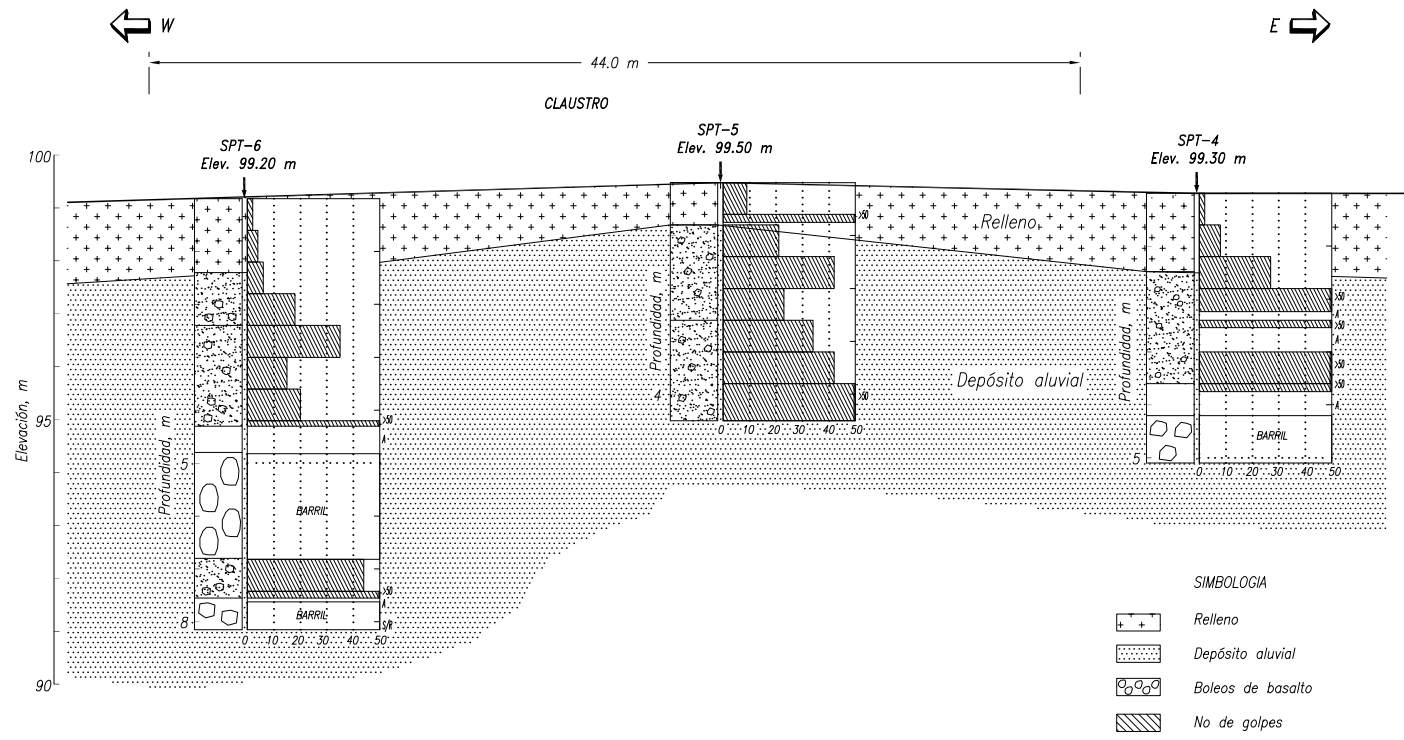 W
E
44.0 m
CLAUSTRO
SPT-6
Elev. 99.20 m
SPT-5
Elev. 99.50 m
SPT-4
Elev. 99.30 m
100
95
90
Elevación, m
Profundidad, m
5
8
BARRIL
BARRIL
>50
A
>50
A
S/R
0 10 20 30 40 50
Profundidad, m
4
>50
>50
0 10 20 30 40 50
Relleno
Depósito aluvial
Profundidad, m
5
>50
A
>50
A
>50
>50
A
BARRIL
0 10 20 30 40 50
SIMBOLOGIA
Relleno
Depósito aluvial
Boleos de basalto
No de golpes